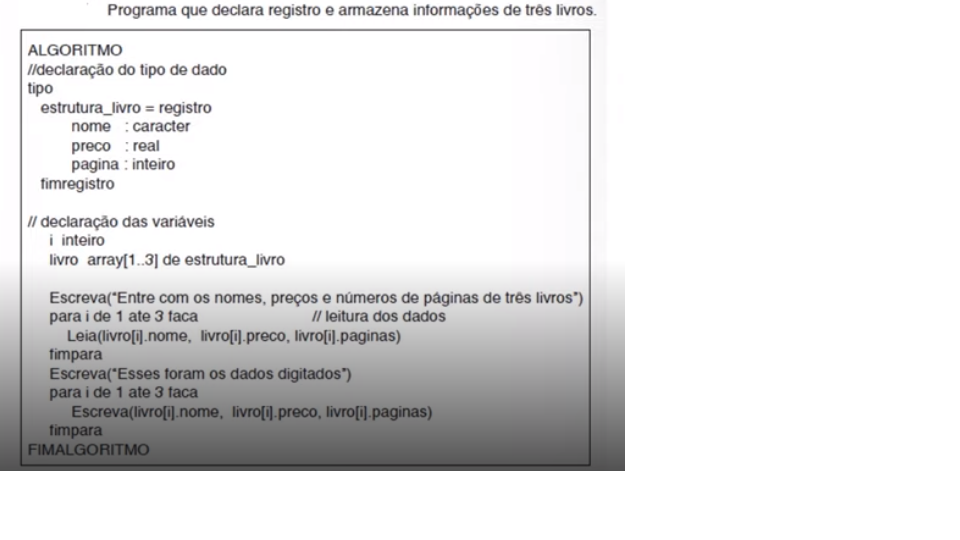 Programa que declara registro e armazena informações de três livros.
ALGORITMO
//declaração do tipo de dado
tipo
estrutura_livro = registro
nome : caracter
preco : real
pagina : inteiro
fimregistro
// declaração das variáveis
i inteiro
livro array[1..3] de estrutura_livro
Escreva("Entre com os nomes, preços e números de páginas de três livros")
para i de 1 ate 3 faca // leitura dos dados
Leia(livro[i].nome, livro[i].preco, livro[i].paginas)
fimpara
Escreva("Esses foram os dados digitados")
para i de 1 ate 3 faca
Escreva(livro[i].nome, livro[i].preco, livro[i].paginas)
fimpara
FIMALGORITMO